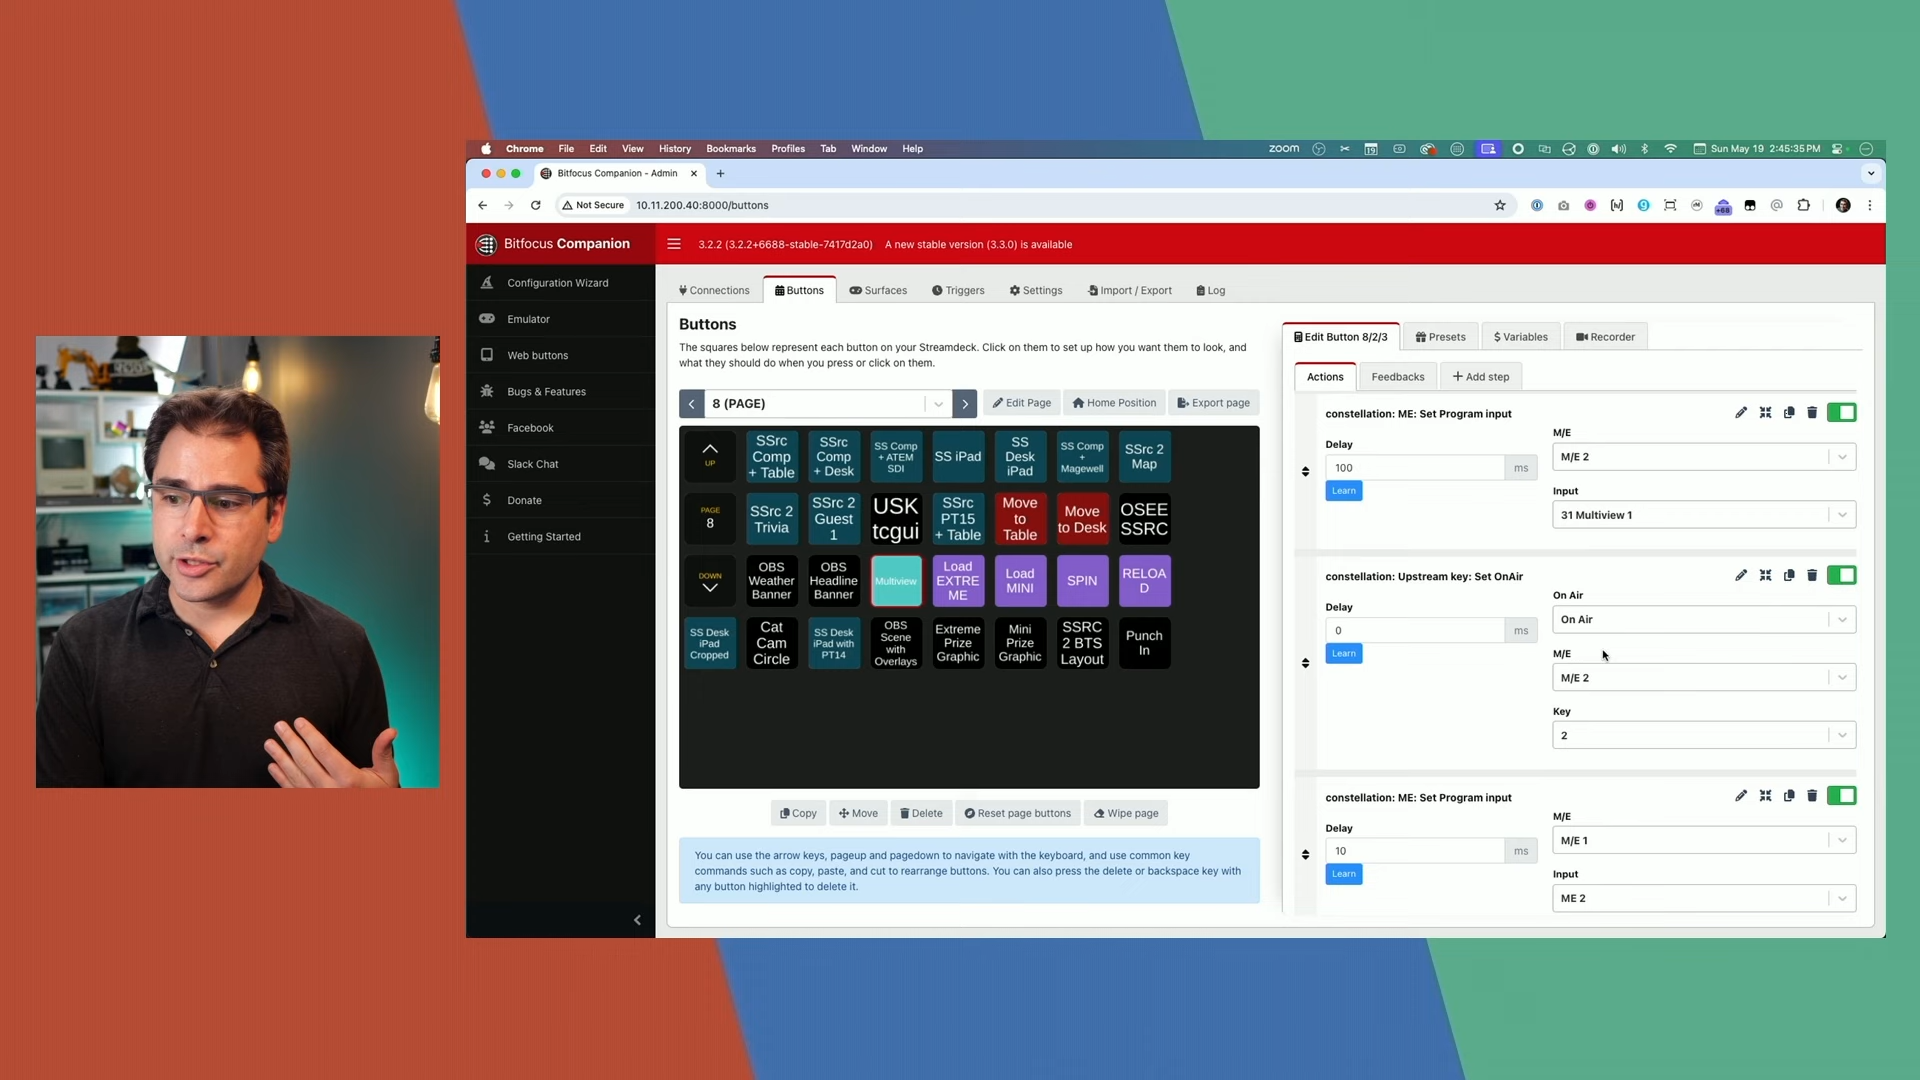 Chrome File Edit View History Bookmarks Profiles Tab Window Help
zoom
Sun May 19 2:45:35 PM
Bitfocus Companion - Admin
Not Secure
10.11.200.40:8000/buttons
+68
Bitfocus Companion
3.2.2 (3.2.2+6688-stable-7417d2a0) A new stable version (3.3.0) is available
Configuration Wizard
Emulator
Web buttons
Bugs & Features
Facebook
Slack Chat
Donate
Getting Started
Connections
Buttons
Surfaces
Triggers
Settings
Import / Export
Log
Buttons
The squares below represent each button on your Streamdeck. Click on them to set up how you want them to look, and
what they should do when you press or click on them.
8 (PAGE)
Edit Page
Home Position
Export page
UP
SSrc
Comp
+ Table
SSrc
Comp
+ Desk
SS Comp
+ ATEM
SDI
SS iPad
SS
Desk
iPad
SS Comp
+
Magewell
SSrc 2
Map
PAGE
8
SSrc 2
Trivia
SSrc 2
Guest
1
USK
tcgui
SSrc
PT15
+ Table
Move
to
Table
Move
to Desk
OSEE
SSRC
DOWN
OBS
Weather
Banner
OBS
Headline
Banner
Multiview
Load
EXTRE
ME
Load
MINI
SPIN
RELOA
D
SS Desk
iPad
Cropped
Cat
Cam
Circle
SS Desk
iPad with
PT14
OBS
Scene
with
Overlays
Extreme
Prize
Graphic
Mini
Prize
Graphic
SSRC
2 BTS
Layout
Punch
In
Copy
Move
Delete
Reset page buttons
Wipe page
You can use the arrow keys, pageup and pagedown to navigate with the keyboard, and use common key
commands such as copy, paste, and cut to rearrange buttons. You can also press the delete or backspace key with
any button highlighted to delete it.
Edit Button 8/2/3
Presets
$ Variables
Recorder
Actions
Feedbacks
+ Add step
constellation: ME: Set Program input
Delay
100 ms
Learn
M/E
M/E 2
Input
31 Multiview 1
constellation: Upstream key: Set OnAir
Delay
0 ms
Learn
On Air
On Air
M/E
M/E 2
Key
2
constellation: ME: Set Program input
Delay
10 ms
Learn
M/E
M/E 1
Input
ME 2